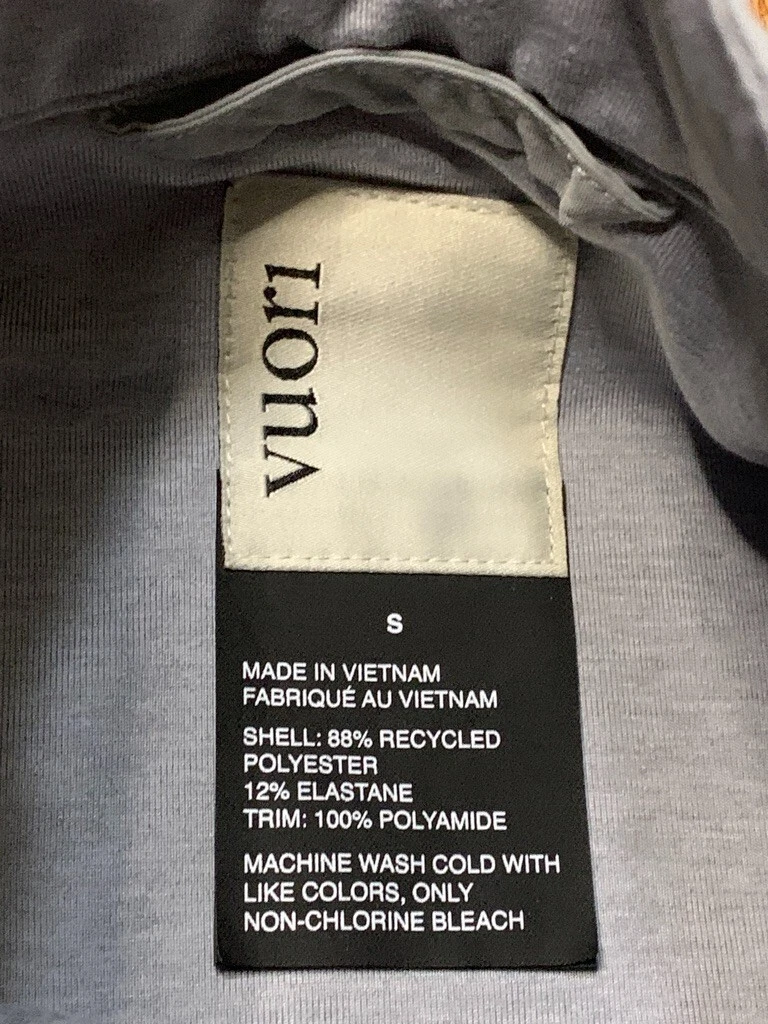 vuori
S
MADE IN VIETNAM
FABRIQUÉ AU VIETNAM
SHELL: 88% RECYCLED
POLYESTER
12% ELASTANE
TRIM: 100% POLYAMIDE
MACHINE WASH COLD WITH
LIKE COLORS, ONLY
NON-CHLORINE BLEACH